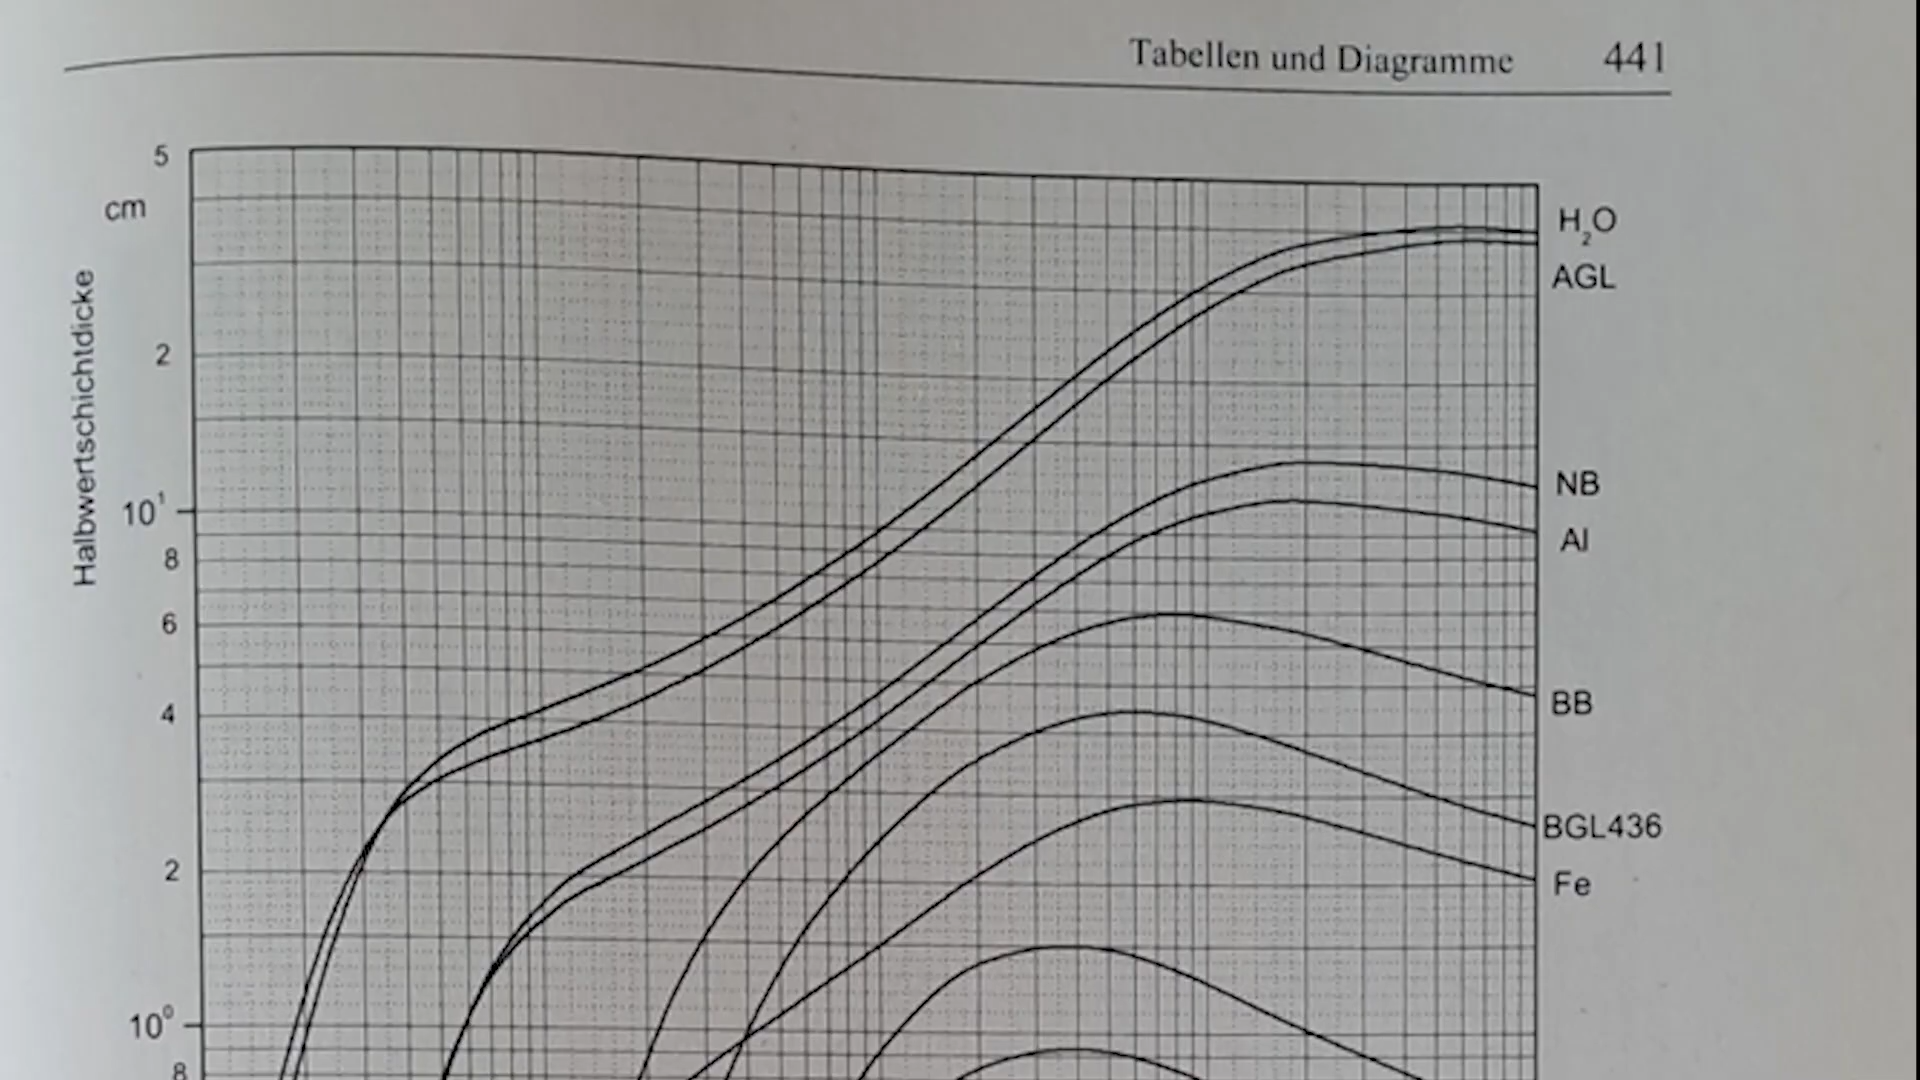 Tabellen und Diagramme 441
5
cm
H₂O
AGL
Halbwertschichtdicke
2
NB
10¹
Al
8
6
BB
4
BGL436
2
Fe
10⁰
8